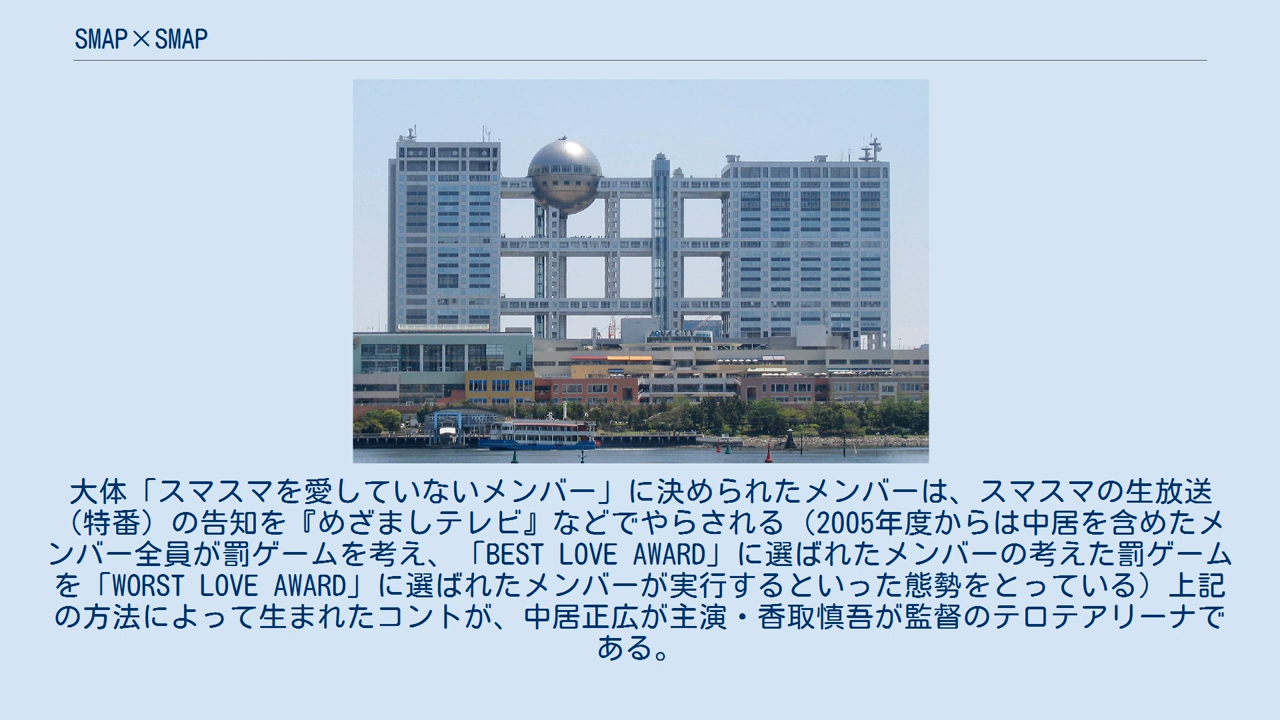 SMAP×SMAP
AQUA CITY
大体「スマスマを愛していないメンバー」に決められたメンバーは、スマスマの生放送
（特番）の告知を『めざましテレビ』などでやらされる（2005年度からは中居を含めたメ
ンバー全員が罰ゲームを考え、「BEST LOVE AWARD」に選ばれたメンバーの考えた罰ゲーム
を「WORST LOVE AWARD」に選ばれたメンバーが実行するといった態勢をとっている）上記
の方法によって生まれたコントが、中居正広が主演・香取慎吾が監督のテロテアリーナで
ある。